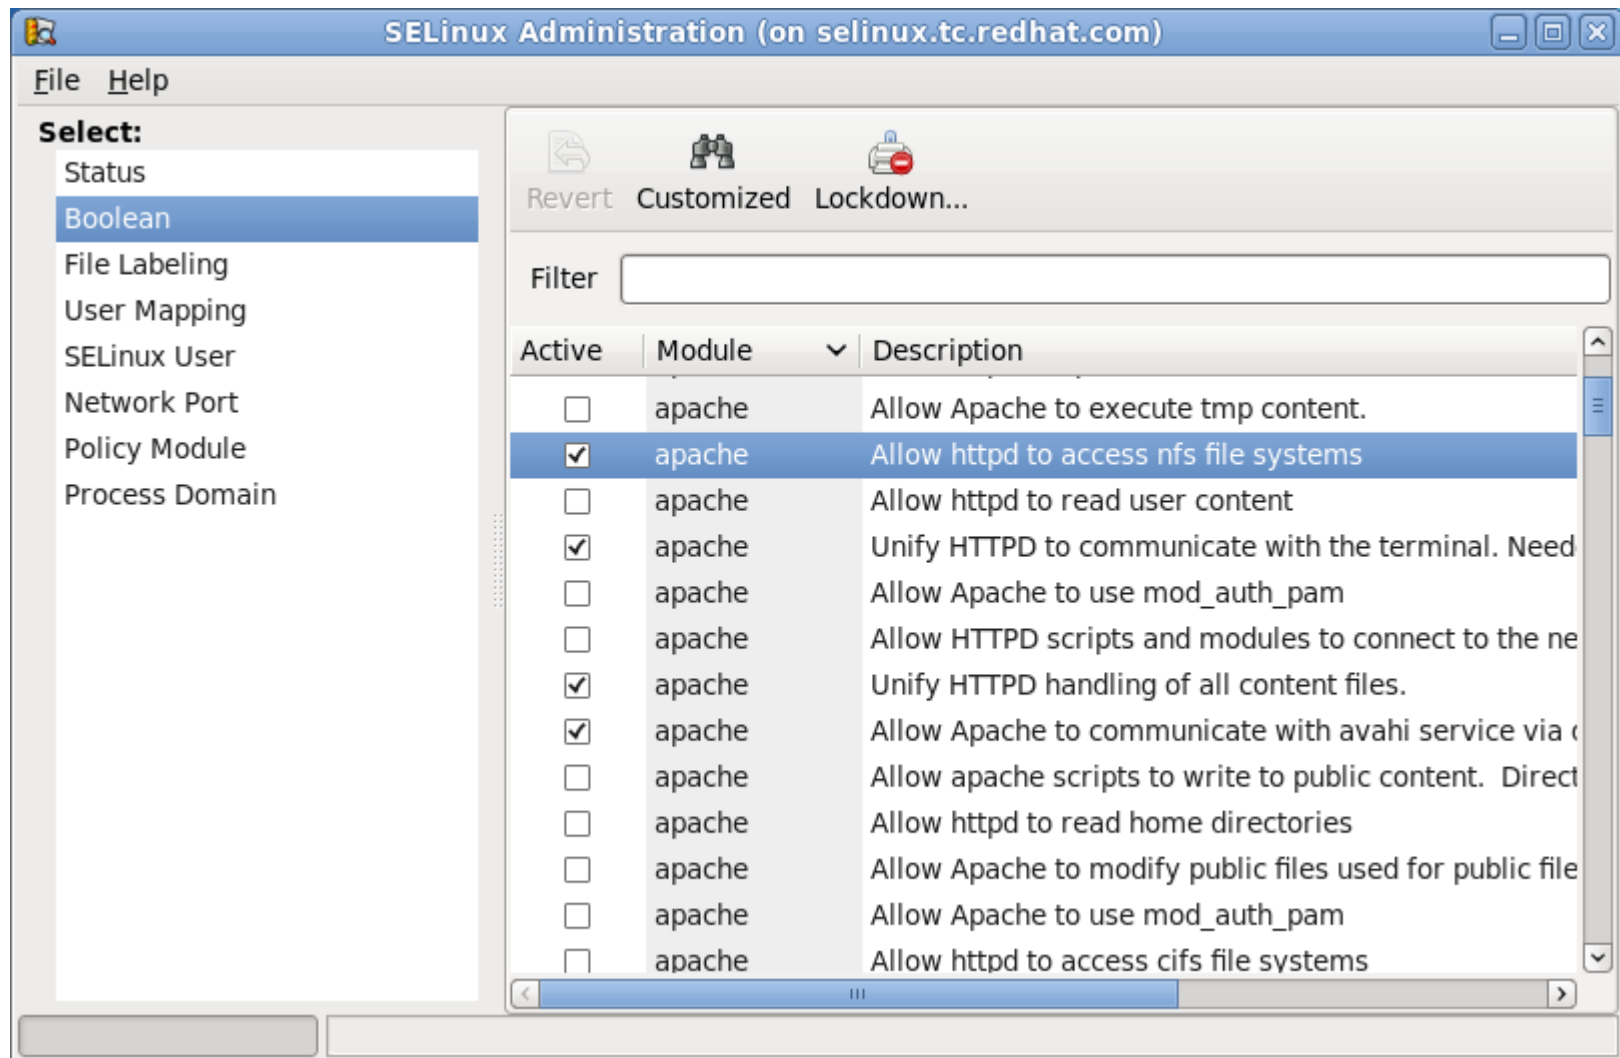 SELinux Administration (on selinux.tc.redhat.com)
File Help
Select:
Status
Boolean
File Labeling
User Mapping
SELinux User
Network Port
Policy Module
Process Domain
Revert Customized Lockdown...
Filter
Active Module Description
apache Allow Apache to execute tmp content.
apache Allow httpd to access nfs file systems
apache Allow httpd to read user content
apache Unify HTTPD to communicate with the terminal. Need
apache Allow Apache to use mod_auth_pam
apache Allow HTTPD scripts and modules to connect to the ne
apache Unify HTTPD handling of all content files.
apache Allow Apache to communicate with avahi service via
apache Allow apache scripts to write to public content. Direct
apache Allow httpd to read home directories
apache Allow Apache to modify public files used for public file
apache Allow Apache to use mod_auth_pam
apache Allow httpd to access cifs file systems